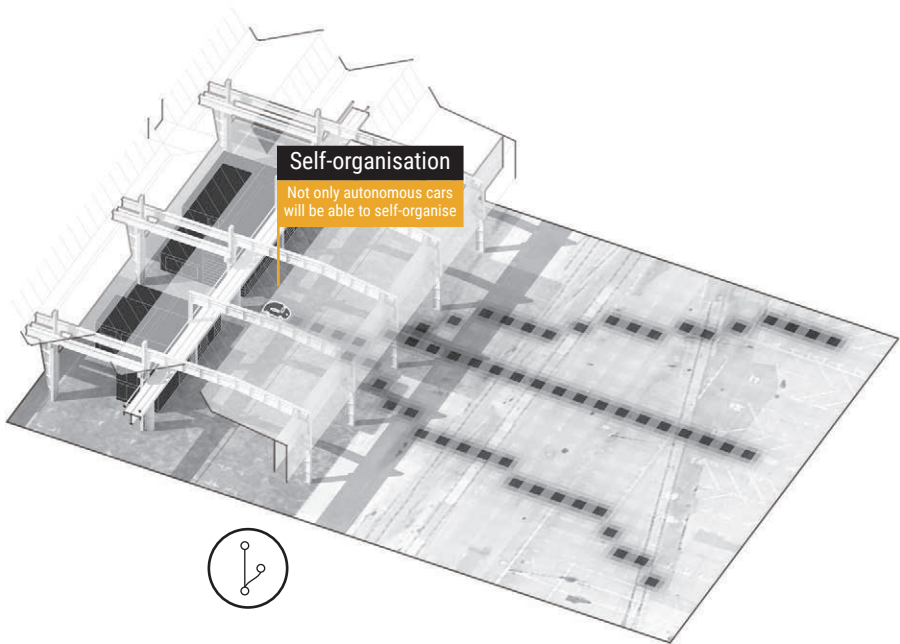 Self-organisation
Not only autonomous cars
will be able to self-organise